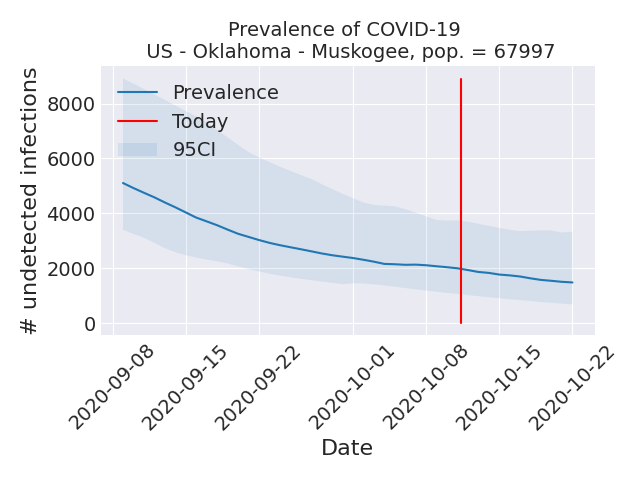 Prevalence of COVID-19
US - Oklahoma - Muskogee, pop. = 67997
# undetected infections
8000
6000
4000
2000
0
Prevalence
Today
95CI
2020-09-08
2020-09-15
2020-09-22
2020-10-01
2020-10-08
2020-10-15
2020-10-22
Date